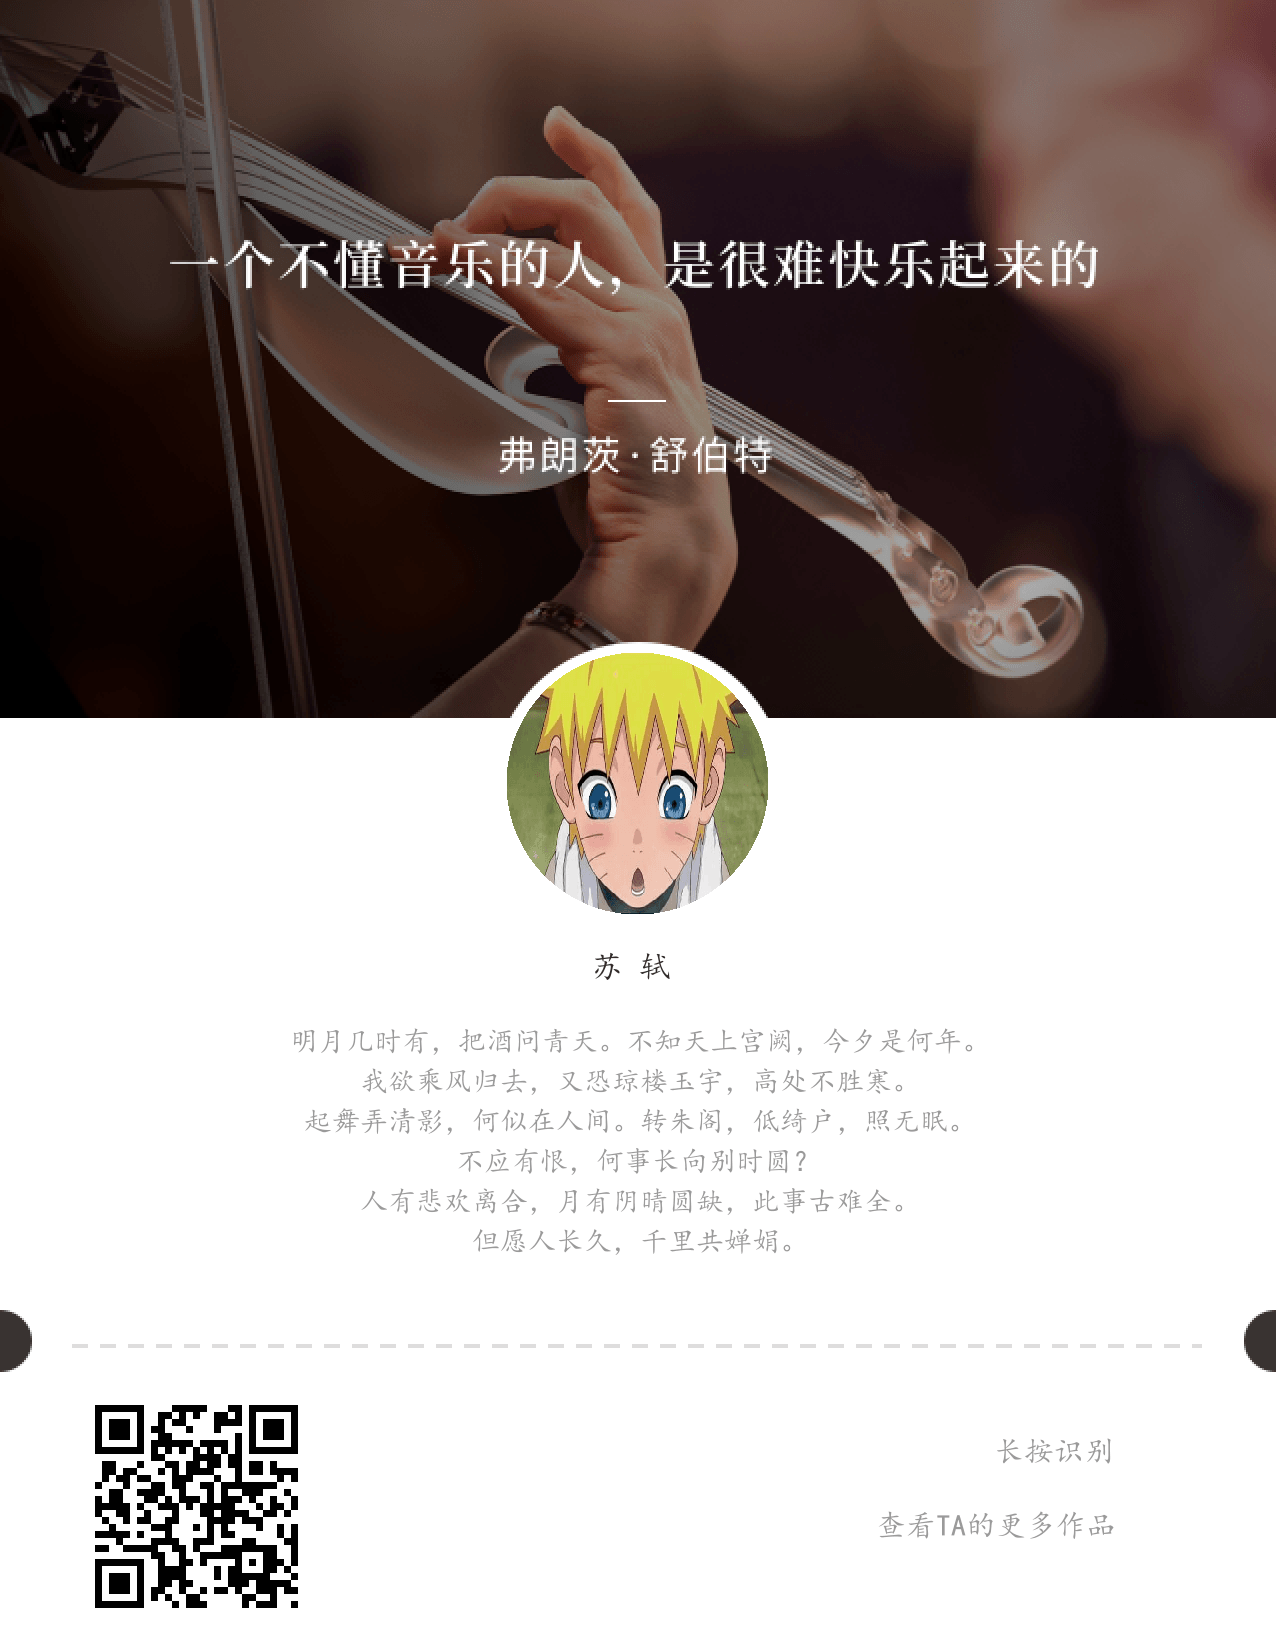 一个不懂音乐的人，是很难快乐起来的
弗朗茨·舒伯特
苏 轼
明月几时有，把酒问青天。不知天上宫阙，今夕是何年。
我欲乘风归去，又恐琼楼玉宇，高处不胜寒。
起舞弄清影，何似在人间。转朱阁，低绮户，照无眠。
不应有恨，何事长向别时圆？
人有悲欢离合，月有阴晴圆缺，此事古难全。
但愿人长久，千里共婵娟。
长按识别
查看TA的更多作品